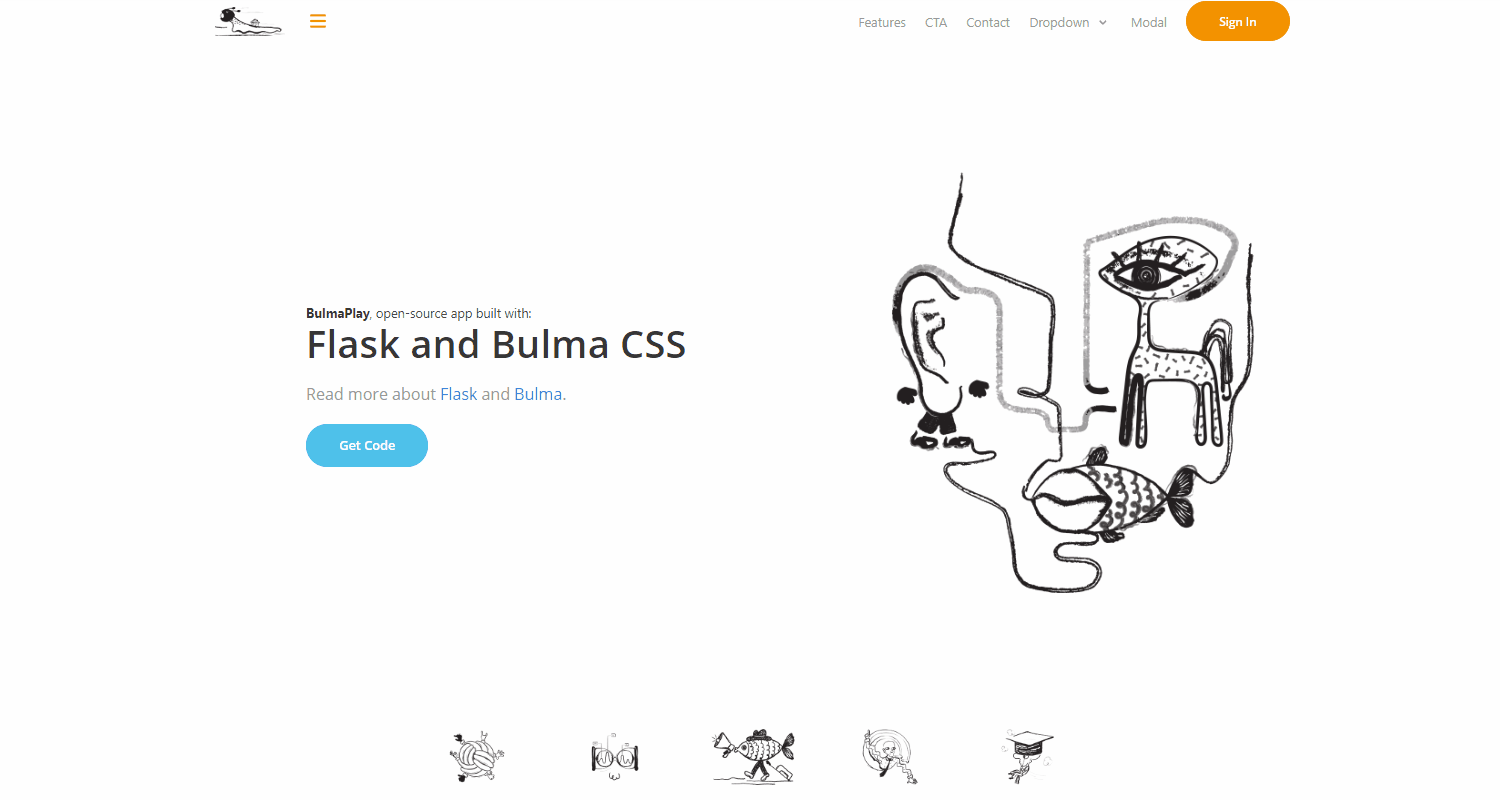 Features CTA Contact Dropdown Modal Sign In
BulmaPlay, open-source app built with:
Flask and Bulma CSS
Read more about Flask and Bulma.
Get Code